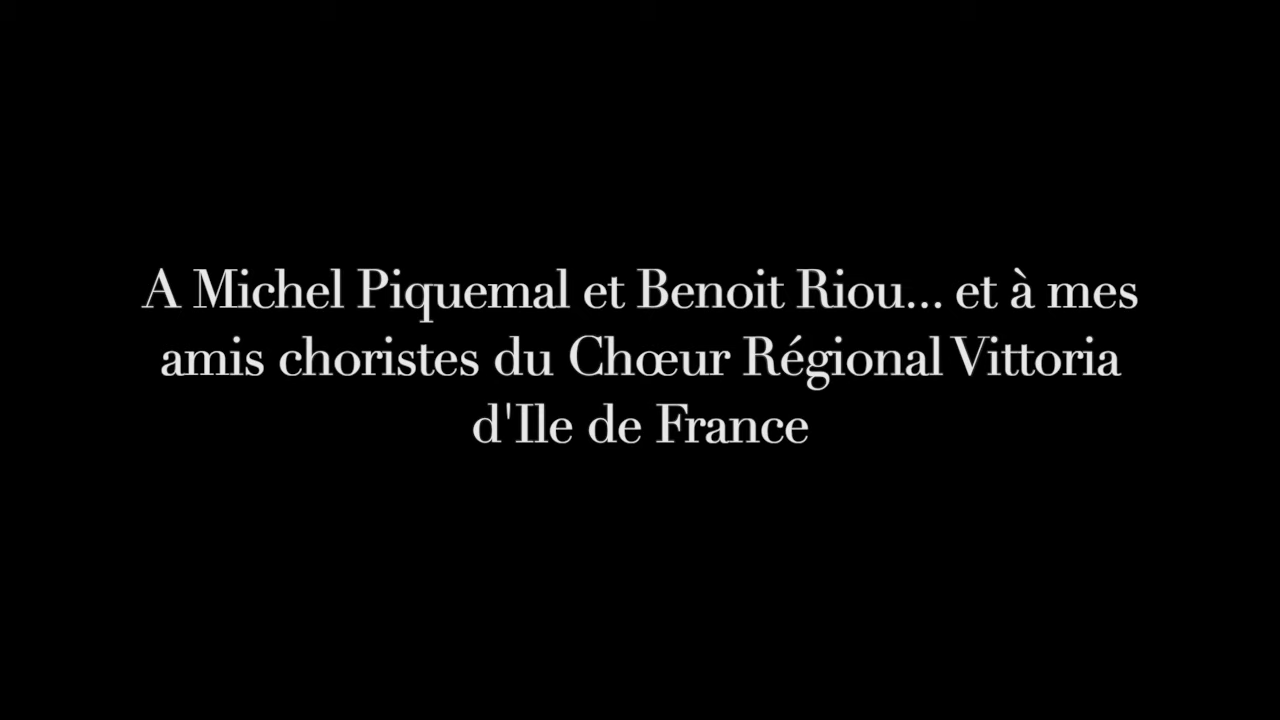 A Michel Piquemal et Benoit Riou... et à mes
amis choristes du Chœur Régional Vittoria
d'Ile de France